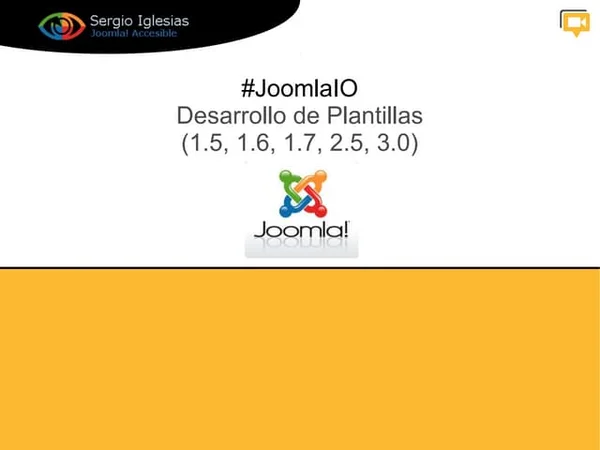 Sergio Iglesias
Joomla! Accesible
#JoomlaIO
Desarrollo de Plantillas
(1.5, 1.6, 1.7, 2.5, 3.0)
Joomla!